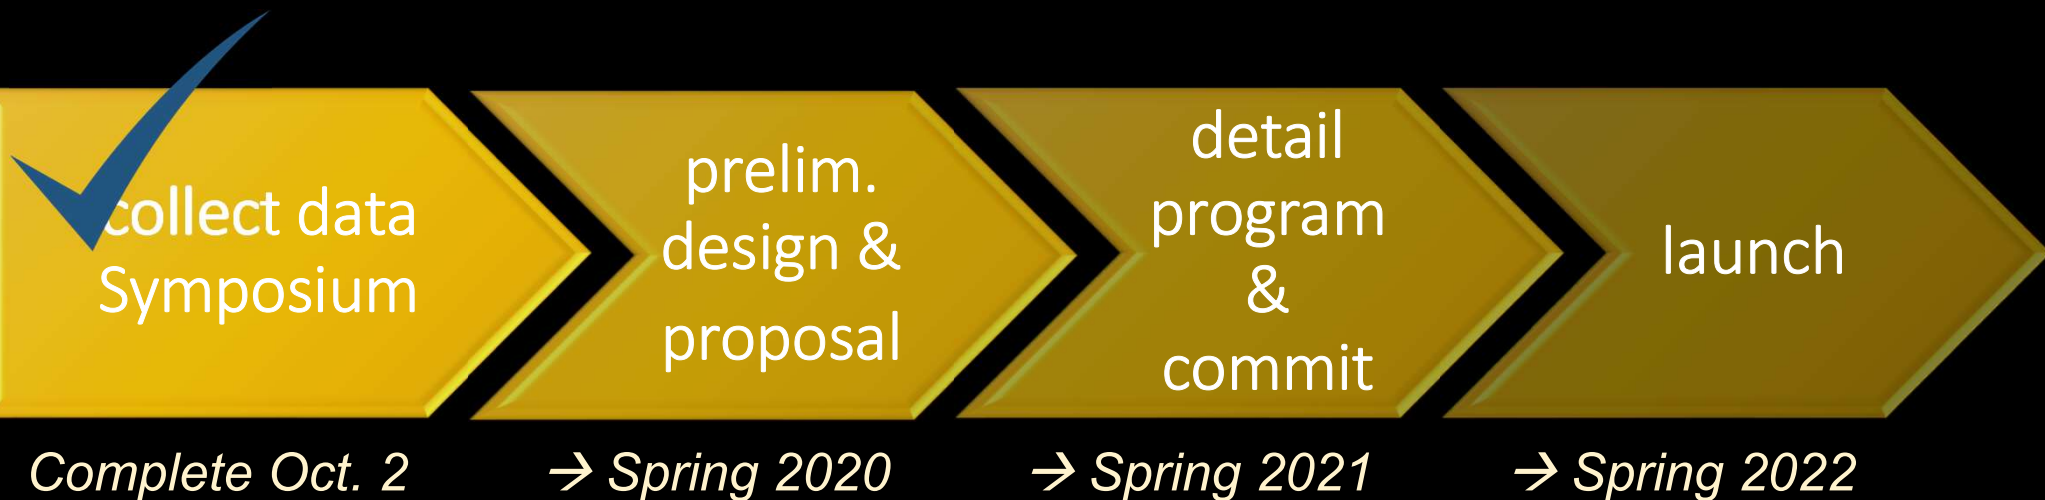 collect data
Symposium
prelim.
design &
proposal
detail
program
&
commit
launch
Complete Oct. 2
→ Spring 2020
→ Spring 2021
→ Spring 2022